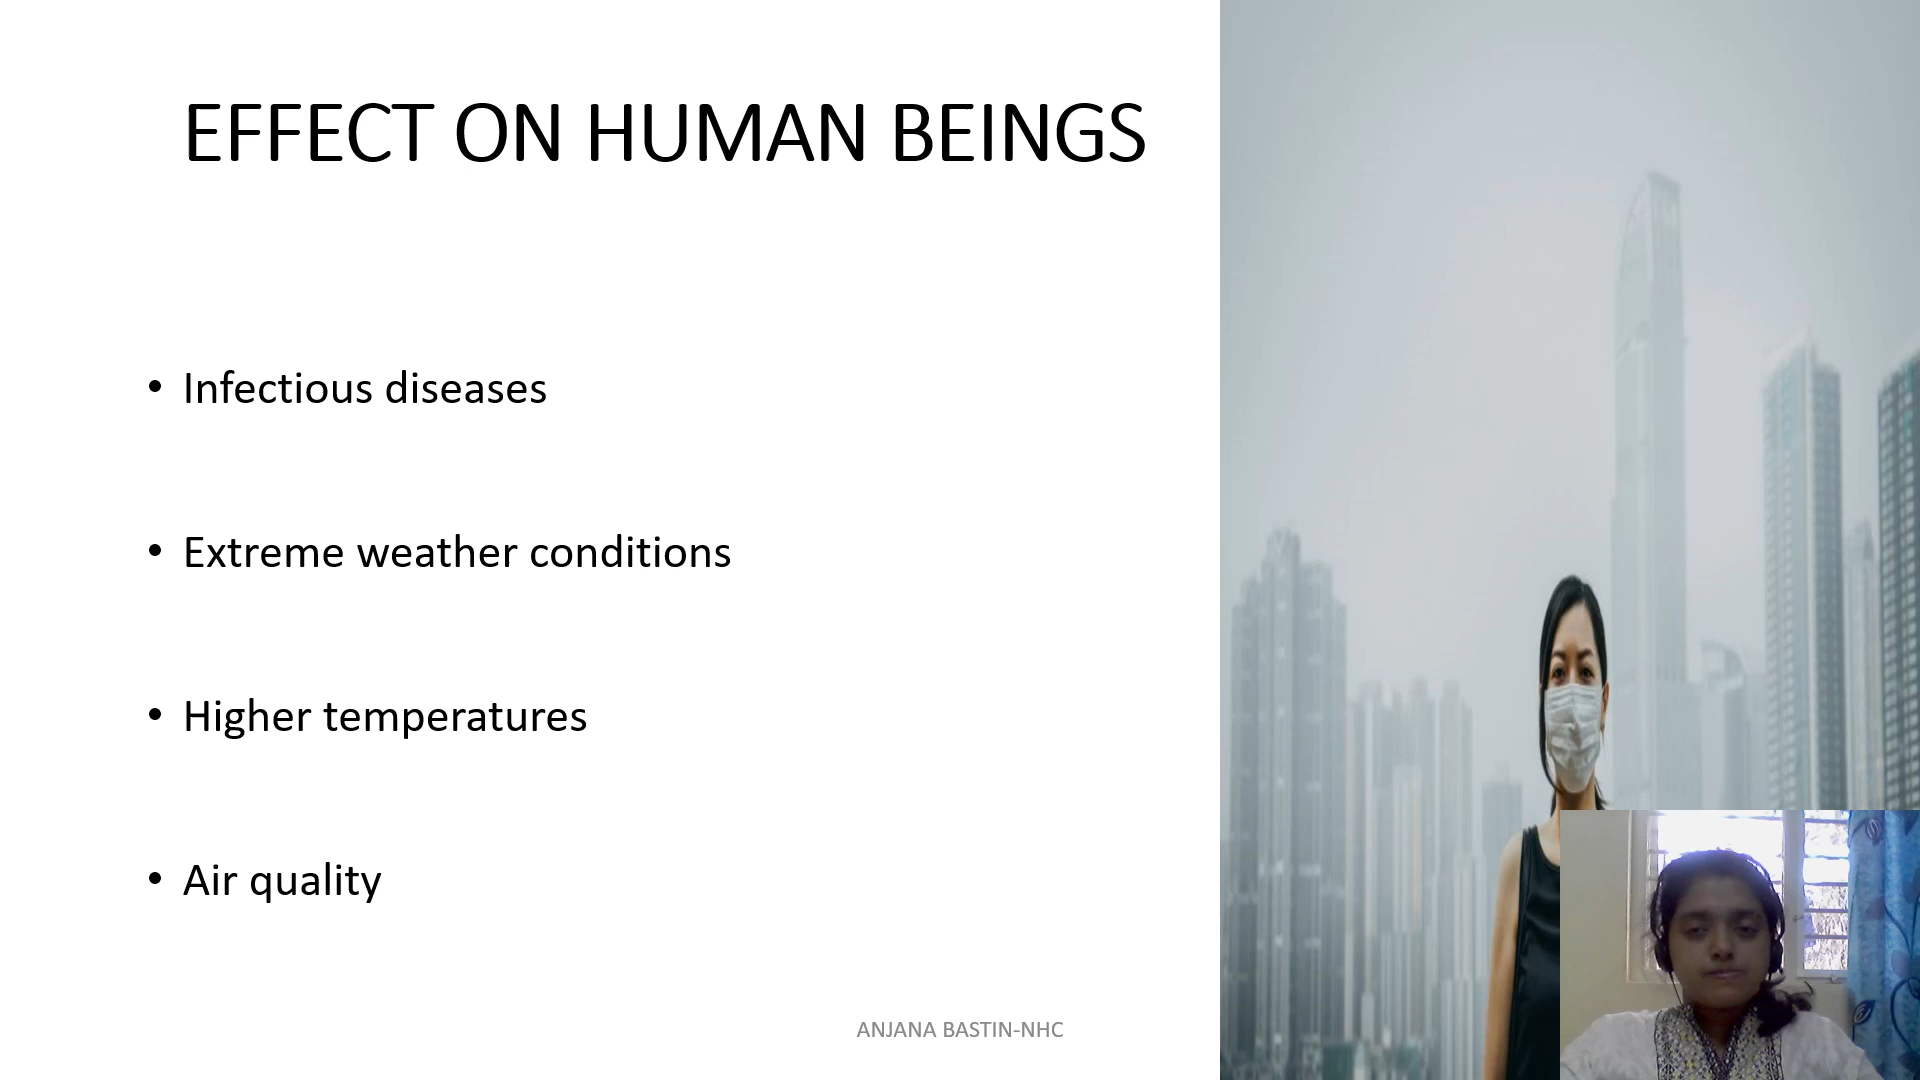 EFFECT ON HUMAN BEINGS
• Infectious diseases
• Extreme weather conditions
• Higher temperatures
• Air quality
ANJANA BASTIN-NHC